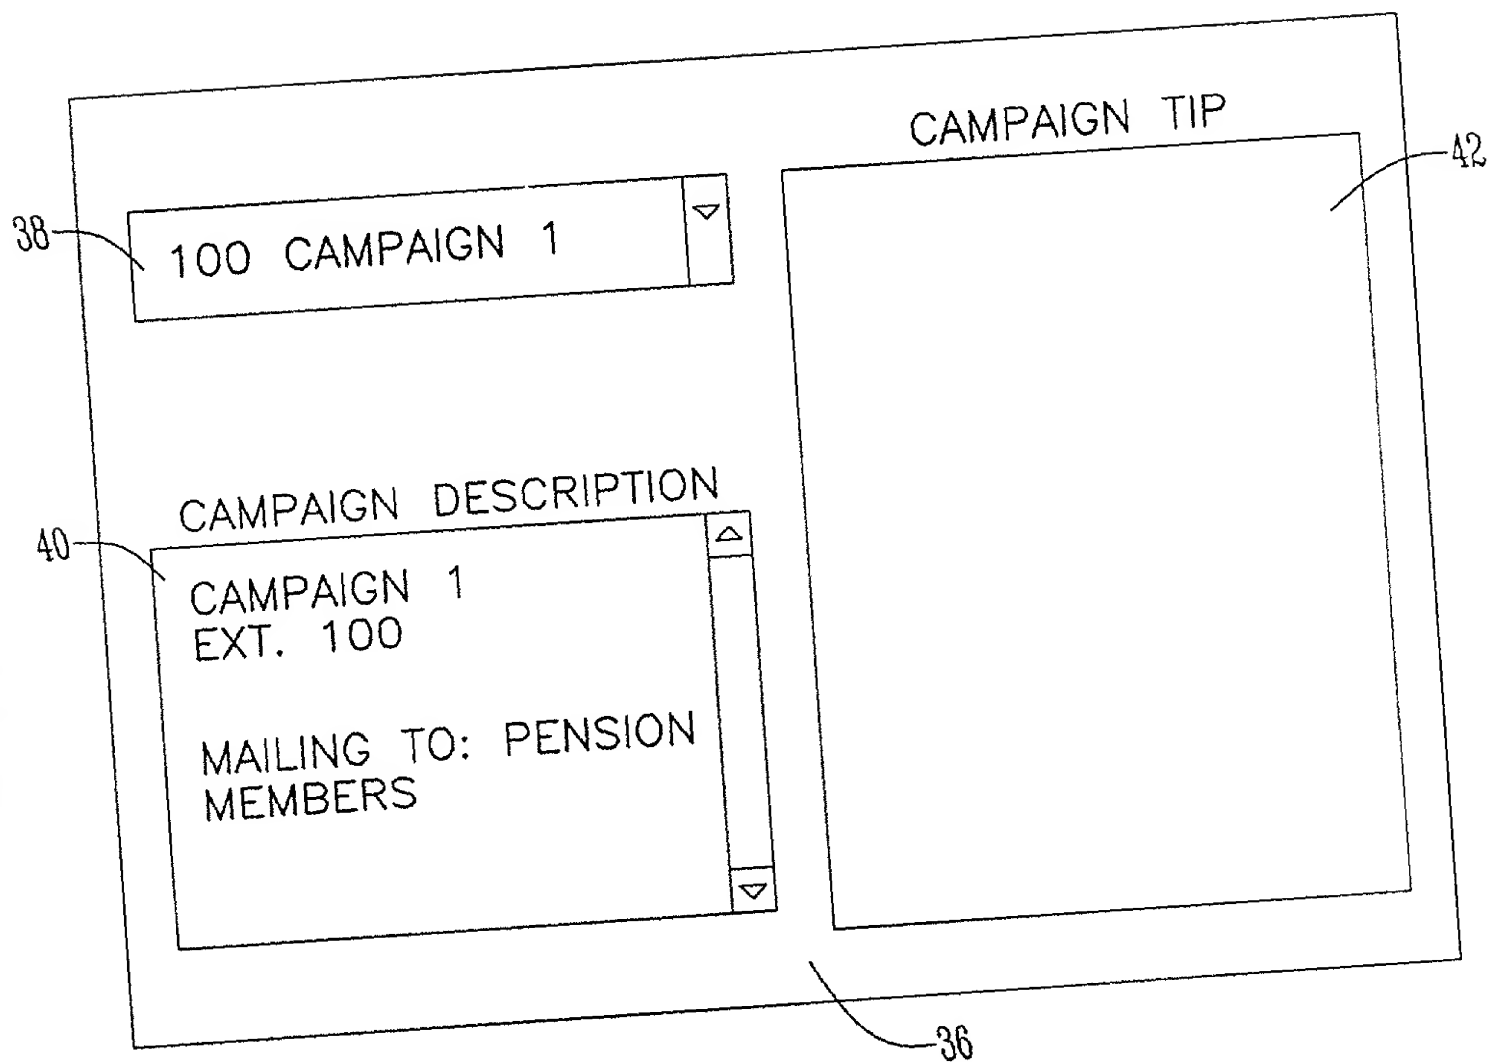 CAMPAIGN TIP
42
38
100 CAMPAIGN 1
CAMPAIGN DESCRIPTION
40
CAMPAIGN 1
EXT. 100
MAILING TO: PENSION
MEMBERS
36